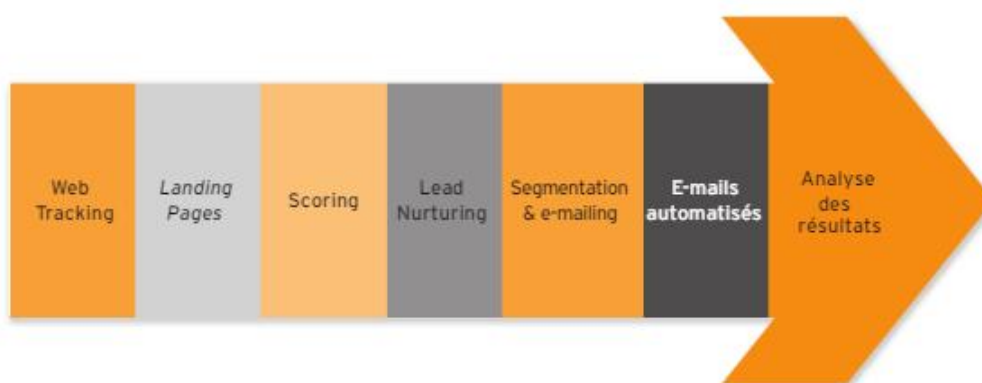 Web
Tracking
Landing
Pages
Scoring
Lead
Nurturing
Segmentation
& e-mailing
E-mails
automatisés
Analyse
des
résultats